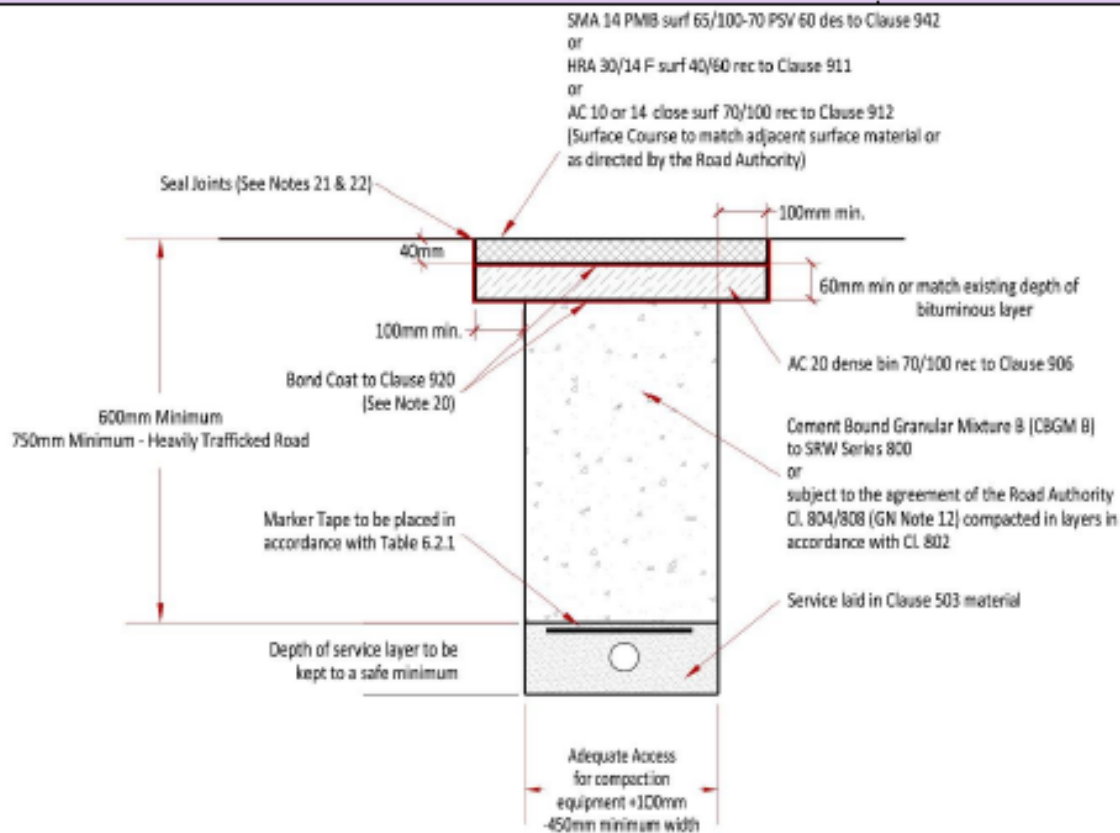 SMA 14 PMB surf 65/100-70 PSV 60 des to Clause 942
or
HRA 30/14 F surf 40/60 rec to Clause 911
or
AC 10 or 14 close surf 70/100 rec to Clause 912
(Surface Course to match adjacent surface material or
as directed by the Road Authority)
Seal Joints (See Notes 21 & 22)
100mm min.
40mm
60mm min or match existing depth of
bituminous layer
100mm min.
AC 20 dense bin 70/100 rec to Clause 906
Bond Coat to Clause 920
(See Note 20)
600mm Minimum
750mm Minimum - Heavily Trafficked Road
Cement Bound Granular Mixture B (CBGM B)
to SRW Series 800
or
subject to the agreement of the Road Authority
Cl. 804/808 (GN Note 12) compacted in layers in
accordance with Cl. 802
Marker Tape to be placed in
accordance with Table 6.2.1
Service laid in Clause 503 material
Depth of service layer to be
kept to a safe minimum
Adequate Access
for compaction
equipment +100mm
-450mm minimum width